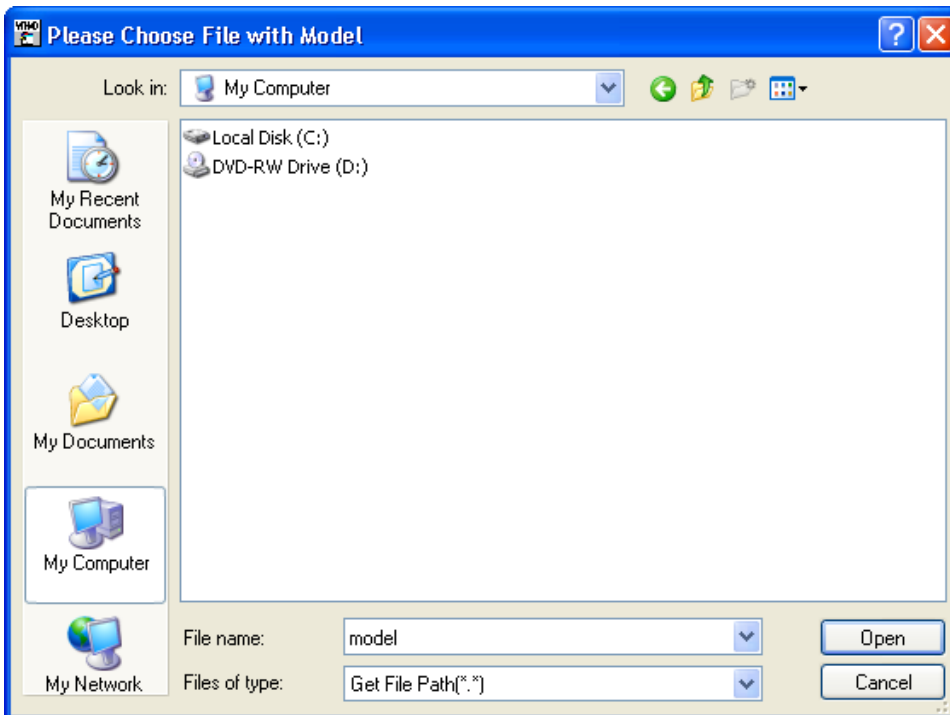 Please Choose File with Model
Look in:
My Computer
Local Disk (C:)
DVD-RW Drive (D:)
My Recent
Documents
Desktop
My Documents
My Computer
My Network
File name:
model
Open
Files of type:
Get File Path(*.*)
Cancel